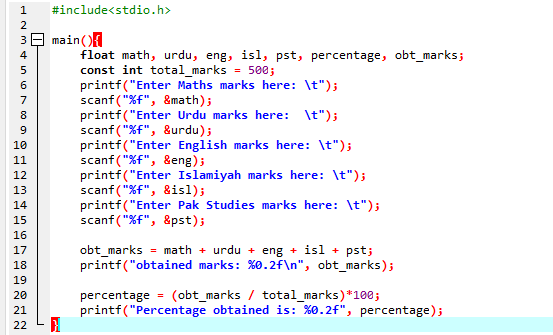 1 #include<stdio.h>
2
3 main(){
4 float math, urdu, eng, isl, pst, percentage, obt_marks;
5 const int total_marks = 500;
6 printf("Enter Maths marks here: \t");
7 scanf("%f", &math);
8 printf("Enter Urdu marks here:  \t");
9 scanf("%f", &urdu);
10 printf("Enter English marks here: \t");
11 scanf("%f", &eng);
12 printf("Enter Islamiyah marks here: \t");
13 scanf("%f", &isl);
14 printf("Enter Pak Studies marks here: \t");
15 scanf("%f", &pst);
16
17 obt_marks = math + urdu + eng + isl + pst;
18 printf("obtained marks: %0.2f\n", obt_marks);
19
20 percentage = (obt_marks / total_marks)*100;
21 printf("Percentage obtained is: %0.2f", percentage);
22 }